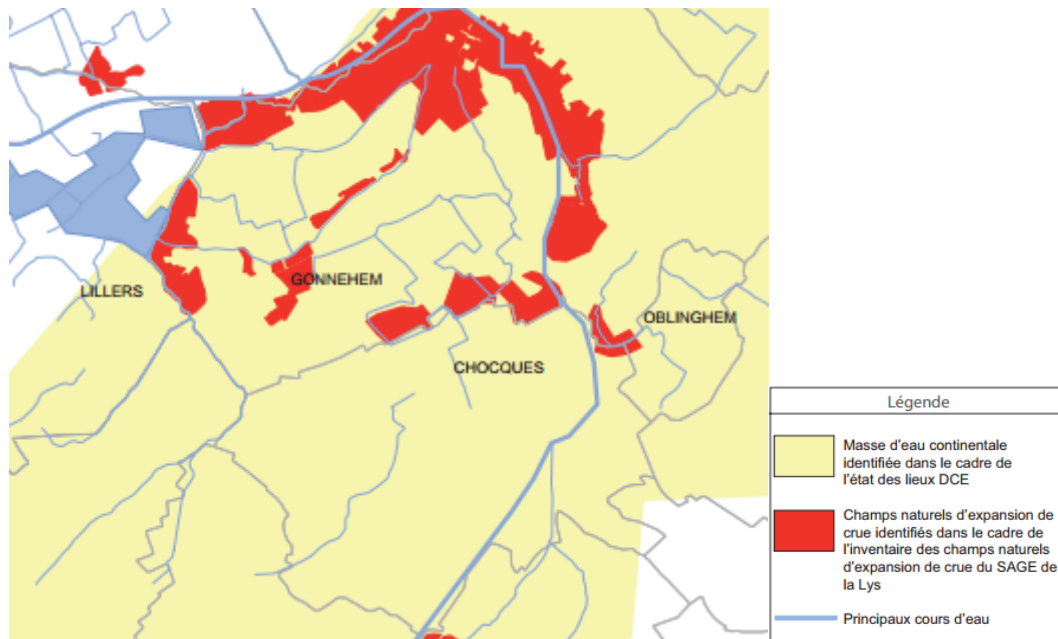 LILLERS
GONNEHEM
OBLINGHEM
CHOCQUES
Légende
Masse d'eau continentale
identifiée dans le cadre de
l'état des lieux DCE
Champs naturels d'expansion de
crue identifiés dans le cadre de
l'inventaire des champs naturels
d'expansion de crue du SAGE de
la Lys
Principaux cours d'eau